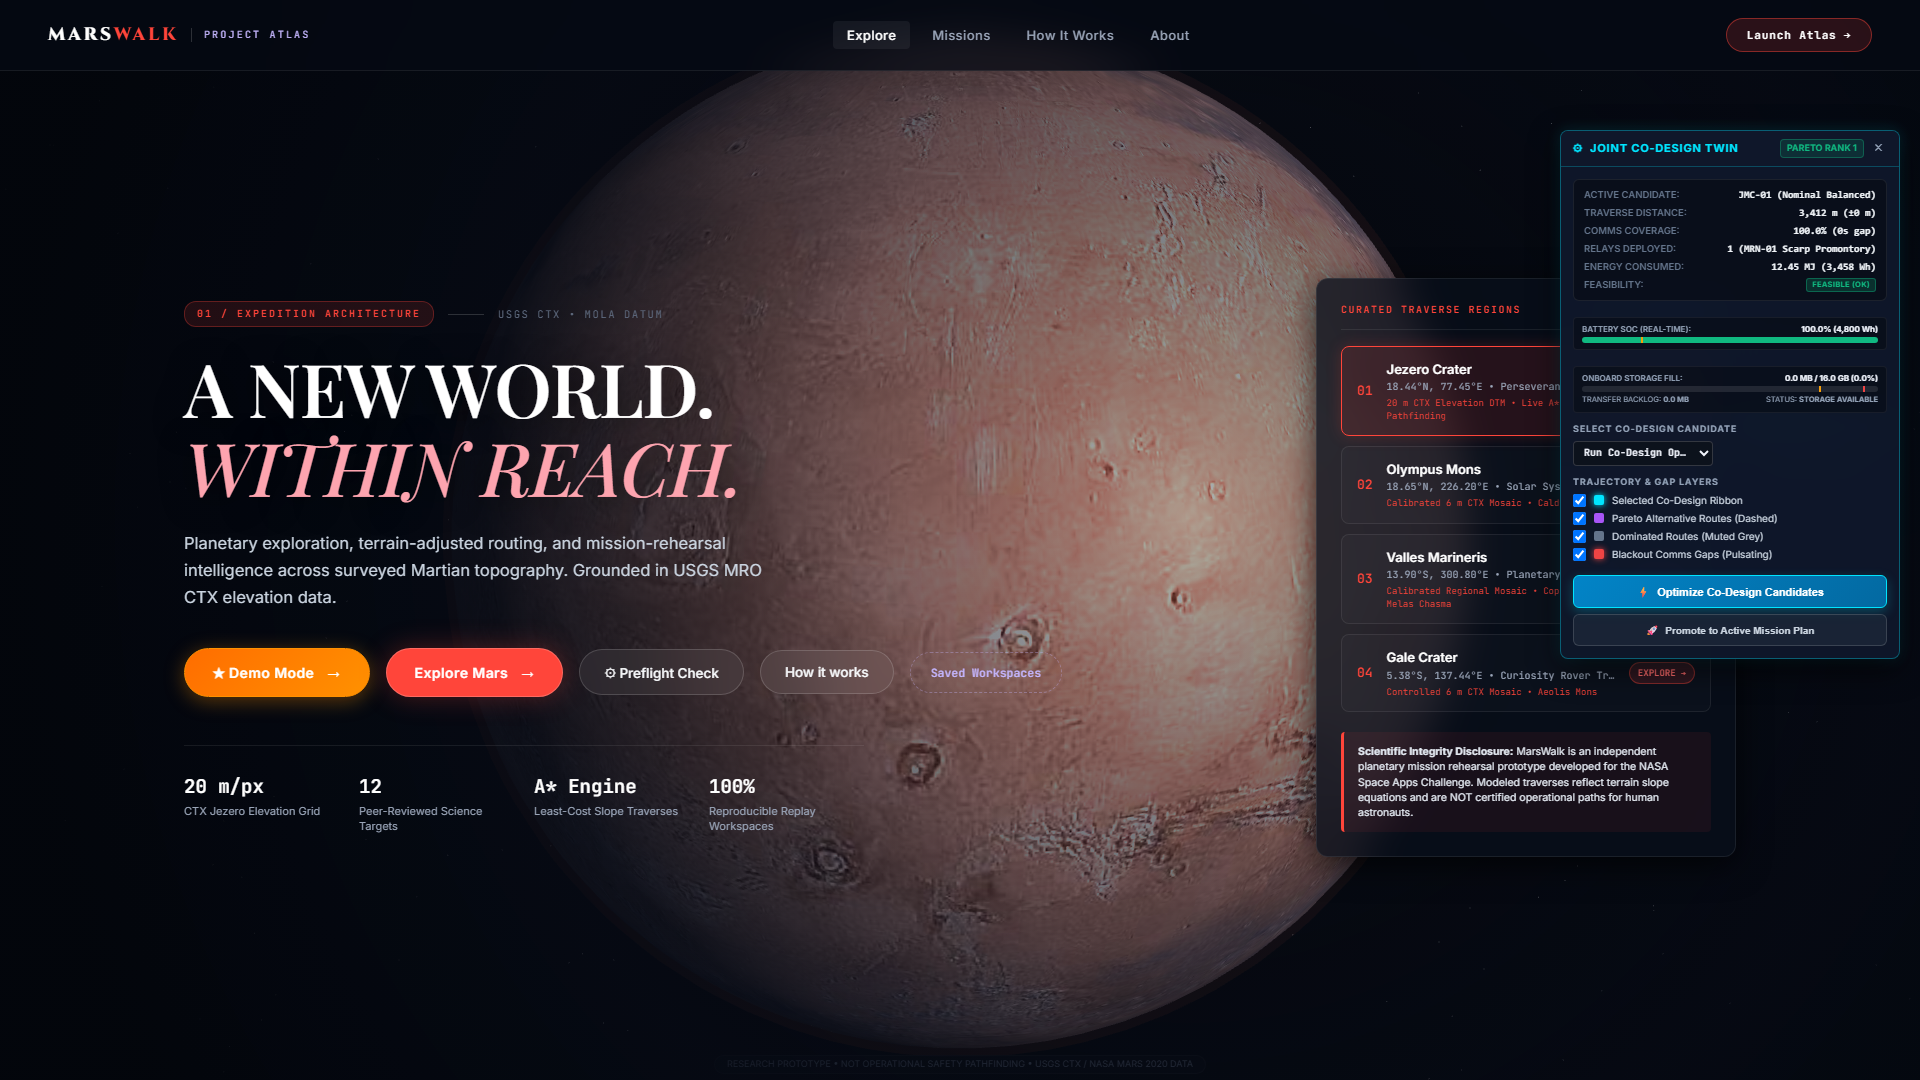 MARSWALK
PROJECT ATLAS
Explore
Missions
How It Works
About
Launch Atlas →
01 / EXPEDITION ARCHITECTURE
USGS CTX • MOLA DATUM
A NEW WORLD.
WITHIN REACH.
Planetary exploration, terrain-adjusted routing, and mission-rehearsal
intelligence across surveyed Martian topography. Grounded in USGS MRO
CTX elevation data.
★ Demo Mode →
Explore Mars →
⚙ Preflight Check
How it works
Saved Workspaces
20 m/px
CTX Jezero Elevation Grid
12
Peer-Reviewed Science
Targets
A* Engine
Least-Cost Slope Traverses
100%
Reproducible Replay
Workspaces
CURATED TRAVERSE REGIONS
01
Jezero Crater
18.44°N, 77.45°E • Perseveran
20 m CTX Elevation DTM • Live A*
Pathfinding
02
Olympus Mons
18.65°N, 226.20°E • Solar Sys
Calibrated 6 m CTX Mosaic • Cald
03
Valles Marineris
13.90°S, 300.80°E • Planetary
Calibrated Regional Mosaic • Cop
Melas Chasma
04
Gale Crater
5.38°S, 137.44°E • Curiosity Rover Tr…
Controlled 6 m CTX Mosaic • Aeolis Mons
EXPLORE →
Scientific Integrity Disclosure: MarsWalk is an independent
planetary mission rehearsal prototype developed for the NASA
Space Apps Challenge. Modeled traverses reflect terrain slope
equations and are NOT certified operational paths for human
astronauts.
⚙ JOINT CO-DESIGN TWIN
PARETO RANK 1
✕
ACTIVE CANDIDATE: JMC-01 (Nominal Balanced)
TRAVERSE DISTANCE: 3,412 m (±0 m)
COMMS COVERAGE: 100.0% (0s gap)
RELAYS DEPLOYED: 1 (MRN-01 Scarp Promontory)
ENERGY CONSUMED: 12.45 MJ (3,458 Wh)
FEASIBILITY: FEASIBLE (OK)
BATTERY SOC (REAL-TIME): 100.0% (4,800 Wh)
ONBOARD STORAGE FILL: 0.0 MB / 16.0 GB (0.0%)
TRANSFER BACKLOG: 0.0 MB STATUS: STORAGE AVAILABLE
SELECT CO-DESIGN CANDIDATE
Run Co-Design Op…
TRAJECTORY & GAP LAYERS
Selected Co-Design Ribbon
Pareto Alternative Routes (Dashed)
Dominated Routes (Muted Grey)
Blackout Comms Gaps (Pulsating)
⚡ Optimize Co-Design Candidates
🚀 Promote to Active Mission Plan
RESEARCH PROTOTYPE • NOT OPERATIONAL SAFETY PATHFINDING • USGS CTX / NASA MARS 2020 DATA